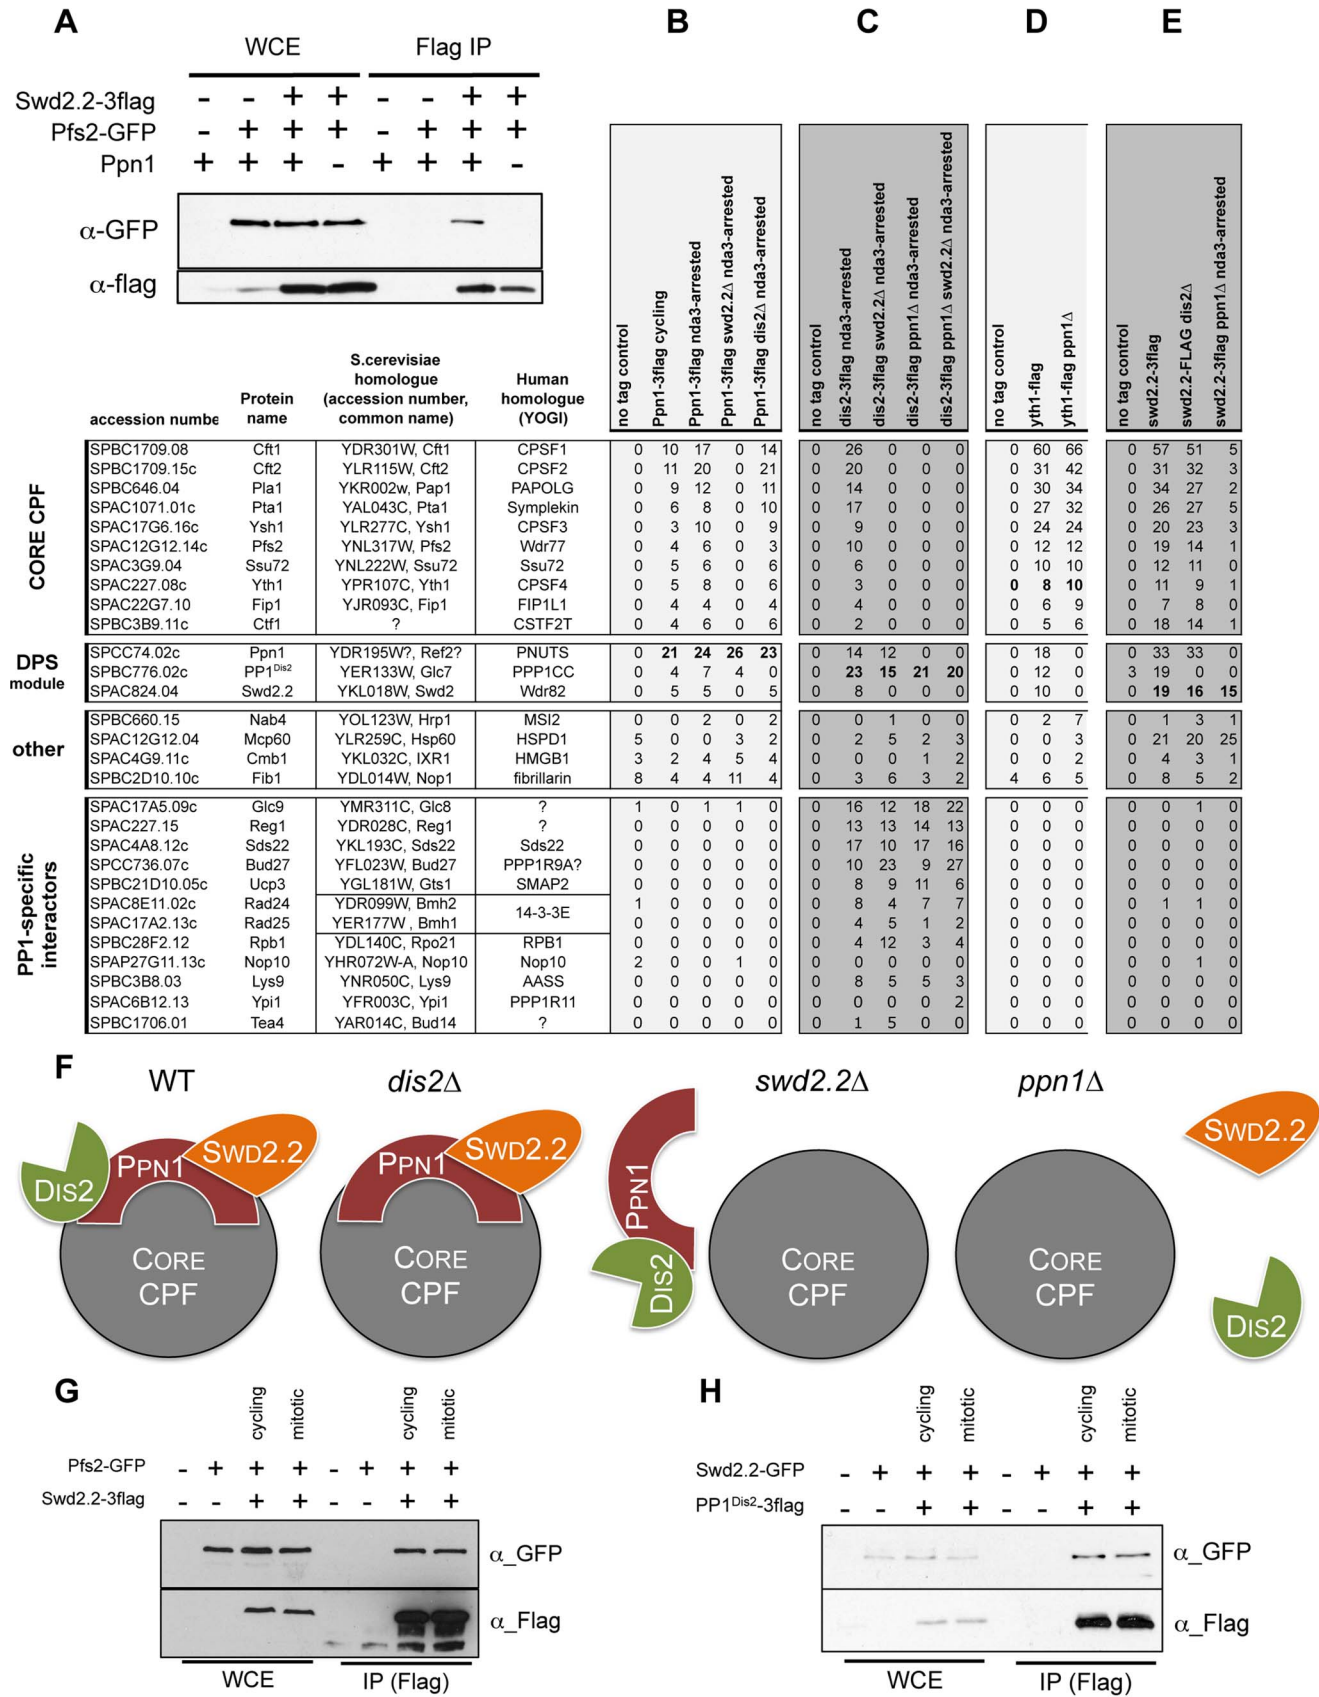 A
B
C
D
E
WCE
Flag IP
Swd2.2-3flag - - + + - - + +
Pfs2-GFP - + + + - + + +
Ppn1 + + + - + + + -
α-GFP
α-flag
no tag control
Ppn1-3flag cycling
Ppn1-3flag nda3-arrested
Ppn1-3flag swd2.2Δ nda3-arrested
Ppn1-3flag dis2Δ nda3-arrested
no tag control
dis2-3flag nda3-arrested
dis2-3flag swd2.2Δ nda3-arrested
dis2-3flag ppn1Δ nda3-arrested
dis2-3flag ppn1Δ swd2.2Δ nda3-arrested
no tag control
yth1-flag
yth1-flag ppn1Δ
no tag control
swd2.2-3flag
swd2.2-FLAG dis2Δ
swd2.2-3flag ppn1Δ nda3-arrested
accession numbe
Protein name
S.cerevisiae homologue (accession number, common name)
Human homologue (YOGI)
CORE CPF
SPBC1709.08 Cft1 YDR301W, Cft1 CPSF1 0 10 17 0 14 0 26 0 0 0 0 60 66 0 57 51 5
SPBC1709.15c Cft2 YLR115W, Cft2 CPSF2 0 11 20 0 21 0 20 0 0 0 0 31 42 0 31 32 3
SPBC646.04 Pla1 YKR002w, Pap1 PAPOLG 0 9 12 0 11 0 14 0 0 0 0 30 34 0 34 27 2
SPAC1071.01c Pta1 YAL043C, Pta1 Symplekin 0 6 8 0 10 0 17 0 0 0 0 27 32 0 26 27 5
SPAC17G6.16c Ysh1 YLR277C, Ysh1 CPSF3 0 3 10 0 9 0 9 0 0 0 0 24 24 0 20 23 3
SPAC12G12.14c Pfs2 YNL317W, Pfs2 Wdr77 0 4 6 0 3 0 10 0 0 0 0 12 12 0 19 14 1
SPAC3G9.04 Ssu72 YNL222W, Ssu72 Ssu72 0 5 6 0 6 0 6 0 0 0 0 10 10 0 12 11 0
SPAC227.08c Yth1 YPR107C, Yth1 CPSF4 0 5 8 0 6 0 3 0 0 0 0 8 10 0 11 9 1
SPAC22G7.10 Fip1 YJR093C, Fip1 FIP1L1 0 4 4 0 4 0 4 0 0 0 0 6 9 0 7 8 0
SPBC3B9.11c Ctf1 ? CSTF2T 0 4 6 0 6 0 2 0 0 0 0 5 6 0 18 14 1
DPS module
SPCC74.02c Ppn1 YDR195W?, Ref2? PNUTS 0 21 24 26 23 0 14 12 0 0 0 18 0 0 33 33 0
SPBC776.02c PP1Dis2 YER133W, Glc7 PPP1CC 0 4 7 4 0 0 23 15 21 20 0 12 0 3 19 0 0
SPAC824.04 Swd2.2 YKL018W, Swd2 Wdr82 0 5 5 0 5 0 8 0 0 0 0 10 0 0 19 16 15
other
SPBC660.15 Nab4 YOL123W, Hrp1 MSI2 0 0 2 0 2 0 0 1 0 0 0 2 7 0 1 3 1
SPAC12G12.04 Mcp60 YLR259C, Hsp60 HSPD1 5 0 0 3 2 0 2 5 2 3 0 0 3 0 21 20 25
SPAC4G9.11c Cmb1 YKL032C, IXR1 HMGB1 3 2 4 5 4 0 0 0 1 2 0 0 2 0 4 3 1
SPBC2D10.10c Fib1 YDL014W, Nop1 fibrillarin 8 4 4 11 4 0 3 6 3 2 4 6 5 0 8 5 2
PP1-specific interactors
SPAC17A5.09c Glc9 YMR311C, Glc8 ? 1 0 1 1 0 0 16 12 18 22 0 0 0 0 0 1 0
SPAC227.15 Reg1 YDR028C, Reg1 ? 0 0 0 0 0 0 13 13 14 13 0 0 0 0 0 0 0
SPAC4A8.12c Sds22 YKL193C, Sds22 Sds22 0 0 0 0 0 0 17 10 17 16 0 0 0 0 0 0 0
SPCC736.07c Bud27 YFL023W, Bud27 PPP1R9A? 0 0 0 0 0 0 10 23 9 27 0 0 0 0 0 0 0
SPBC21D10.05c Ucp3 YGL181W, Gts1 SMAP2 0 0 0 0 0 0 8 9 11 6 0 0 0 0 0 0 0
SPAC8E11.02c Rad24 YDR099W, Bmh2 14-3-3E 1 0 0 0 0 0 8 4 7 7 0 0 0 0 1 1 0
SPAC17A2.13c Rad25 YER177W , Bmh1 0 0 0 0 0 0 4 5 1 2 0 0 0 0 0 0 0
SPBC28F2.12 Rpb1 YDL140C, Rpo21 RPB1 0 0 0 0 0 0 4 12 3 4 0 0 0 0 0 0 0
SPAP27G11.13c Nop10 YHR072W-A, Nop10 Nop10 2 0 0 1 0 0 0 0 0 0 0 0 0 0 0 1 0
SPBC3B8.03 Lys9 YNR050C, Lys9 AASS 0 0 0 0 0 0 8 5 5 3 0 0 0 0 0 0 0
SPAC6B12.13 Ypi1 YFR003C, Ypi1 PPP1R11 0 0 0 0 0 0 0 0 0 2 0 0 0 0 0 0 0
SPBC1706.01 Tea4 YAR014C, Bud14 ? 0 0 0 0 0 0 1 5 0 0 0 0 0 0 0 0 0
F
WT
dis2Δ
swd2.2Δ
ppn1Δ
DIS2
PPN1
SWD2.2
CORE CPF
PPN1
SWD2.2
CORE CPF
PPN1
DIS2
CORE CPF
CORE CPF
SWD2.2
DIS2
G
cycling
mitotic
cycling
mitotic
Pfs2-GFP - + + + - + + +
Swd2.2-3flag - - + + - - + +
α_GFP
α_Flag
WCE
IP (Flag)
H
cycling
mitotic
cycling
mitotic
Swd2.2-GFP - + + + - + + +
PP1Dis2-3flag - - + + - - + +
α_GFP
α_Flag
WCE
IP (Flag)